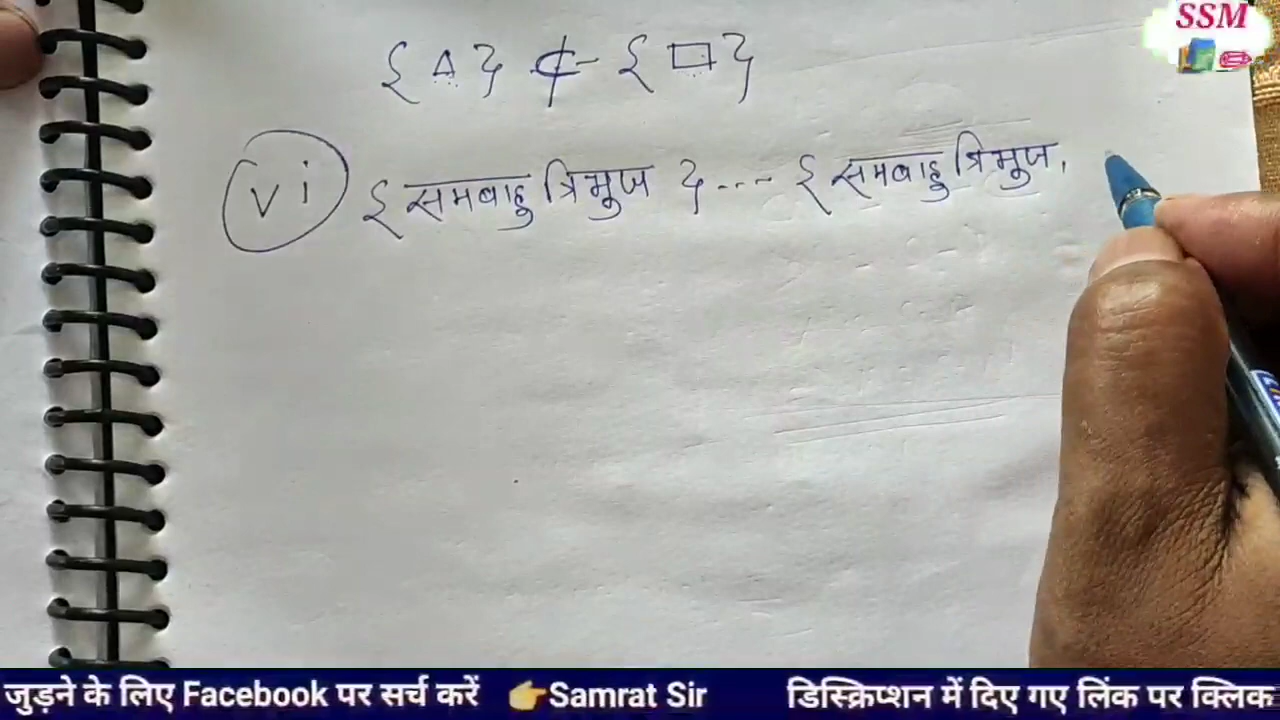 SSM
{ △ } ⊄ { □ }
vi { समबाहु त्रिभुज } --- { समबाहु त्रिभुज,
जुड़ने के लिए Facebook पर सर्च करें 👉Samrat Sir डिस्क्रिप्शन में दिए गए लिंक पर क्लिक